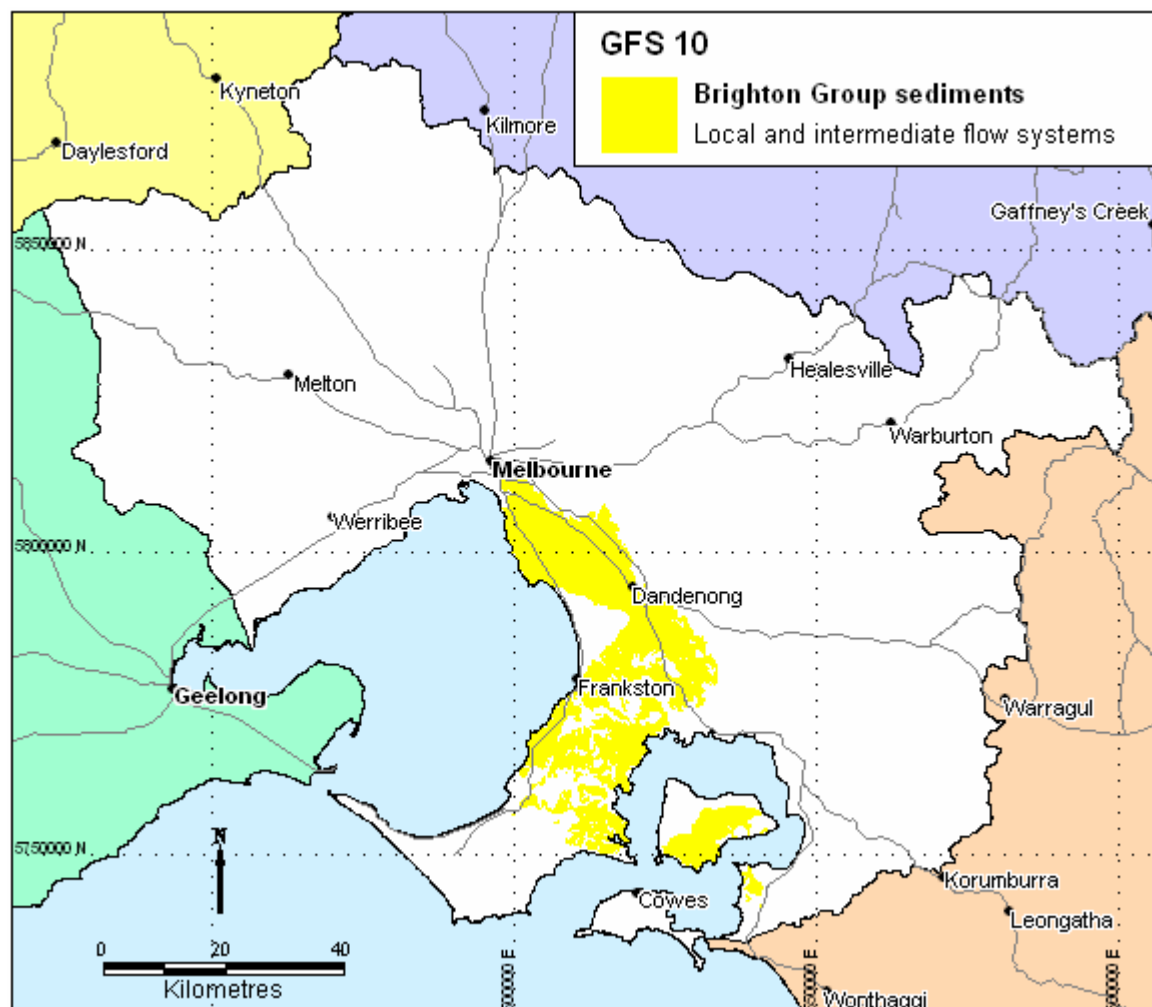 GFS 10
Brighton Group sediments
Local and intermediate flow systems
Kyneton
Kilmore
Daylesford
Gaffney's Creek
5850000 N
Healesville
Melton
Warburton
Melbourne
Werribee
5800000 N
Dandenong
Geelong
Frankston
Warragul
5750000 N
N
Korumburra
Cowes
Leongatha
0 20 40
Kilometres
Wonthaggi